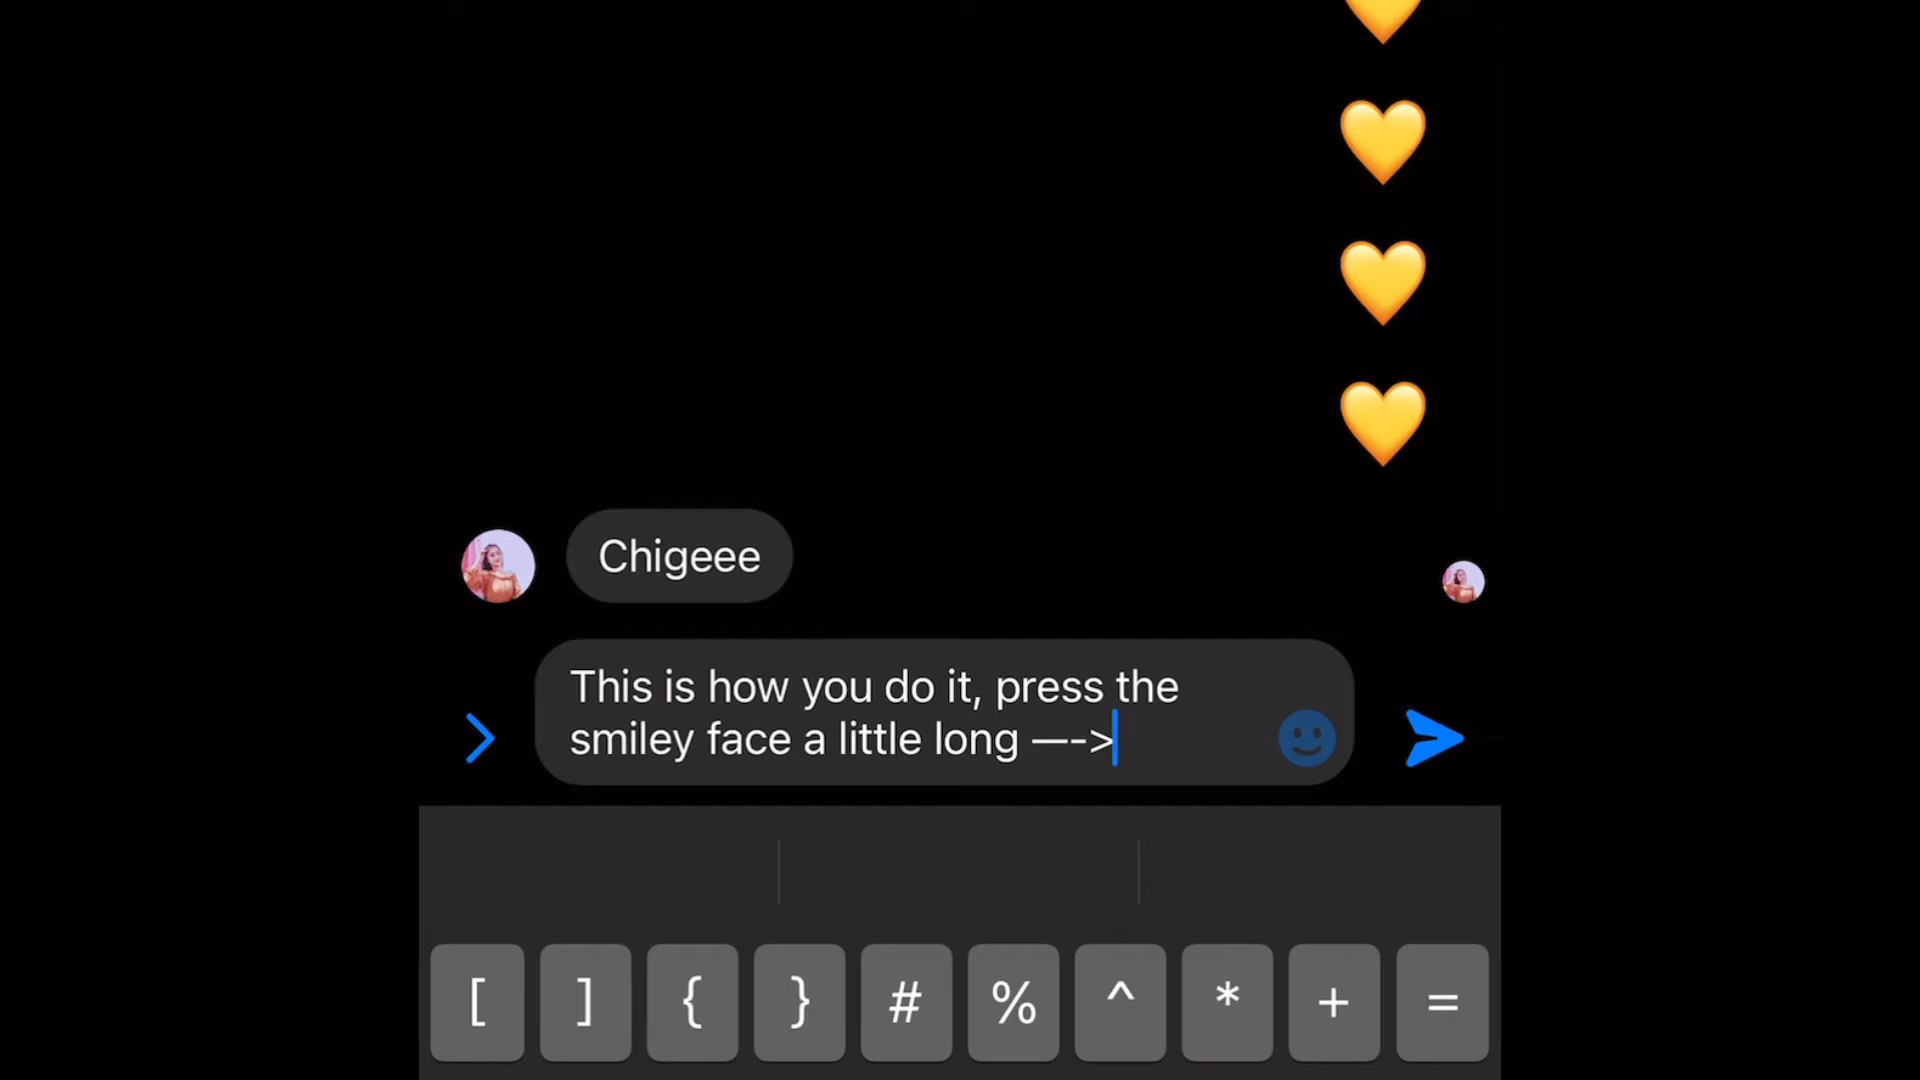 Chigeee
This is how you do it, press the
smiley face a little long —->
[ ] { } # % ^ * + =